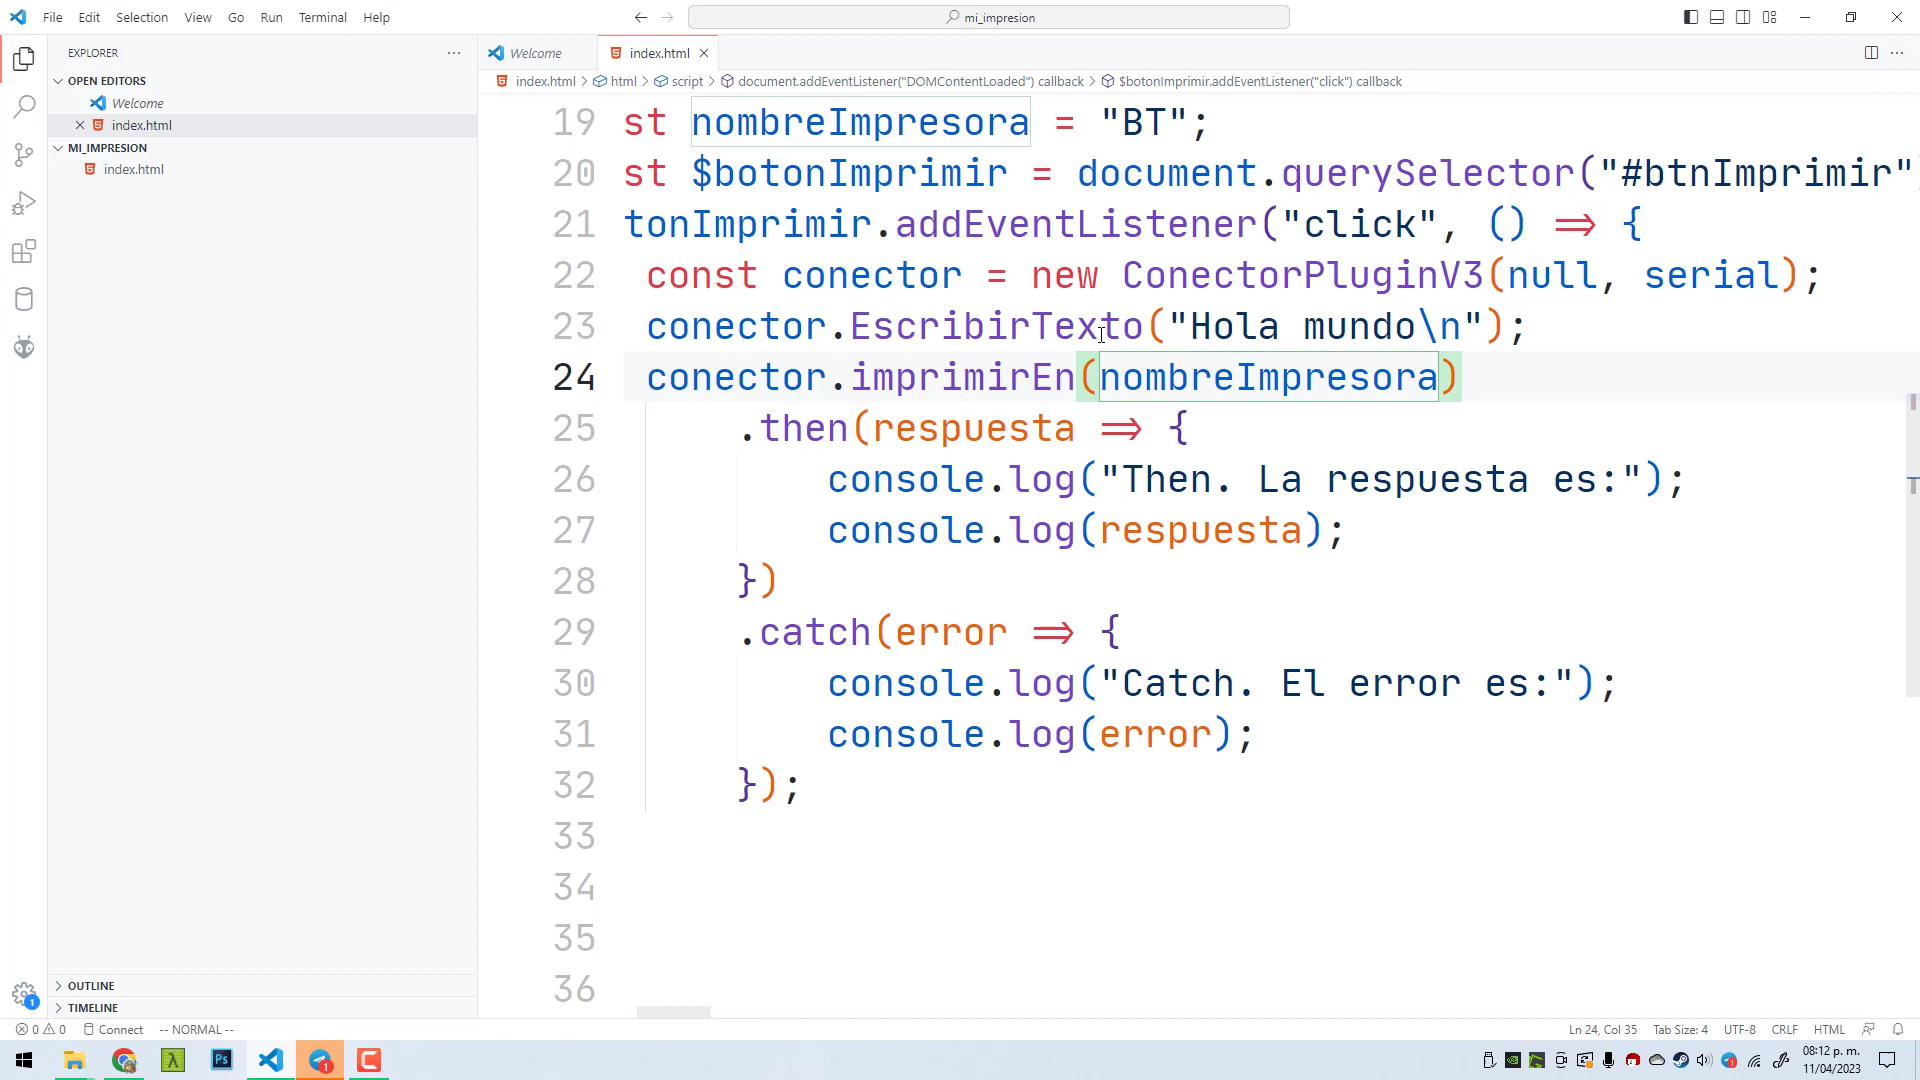 File Edit Selection View Go Run Terminal Help
mi_impresion
EXPLORER
OPEN EDITORS
Welcome
index.html
MI_IMPRESION
index.html
OUTLINE
TIMELINE
Welcome
index.html
index.html > html > script > document.addEventListener("DOMContentLoaded") callback > $botonImprimir.addEventListener("click") callback
19 st nombreImpresora = "BT";
20 st $botonImprimir = document.querySelector("#btnImprimir"
21 tonImprimir.addEventListener("click", () => {
22 const conector = new ConectorPluginV3(null, serial);
23 conector.EscribirTexto("Hola mundo\n");
24 conector.imprimirEn(nombreImpresora)
25 .then(respuesta => {
26 console.log("Then. La respuesta es:");
27 console.log(respuesta);
28 })
29 .catch(error => {
30 console.log("Catch. El error es:");
31 console.log(error);
32 });
33
34
35
36
1
0 0 Connect -- NORMAL --
Ln 24, Col 35 Tab Size: 4 UTF-8 CRLF HTML
Ps
1
08:12 p. m.
11/04/2023